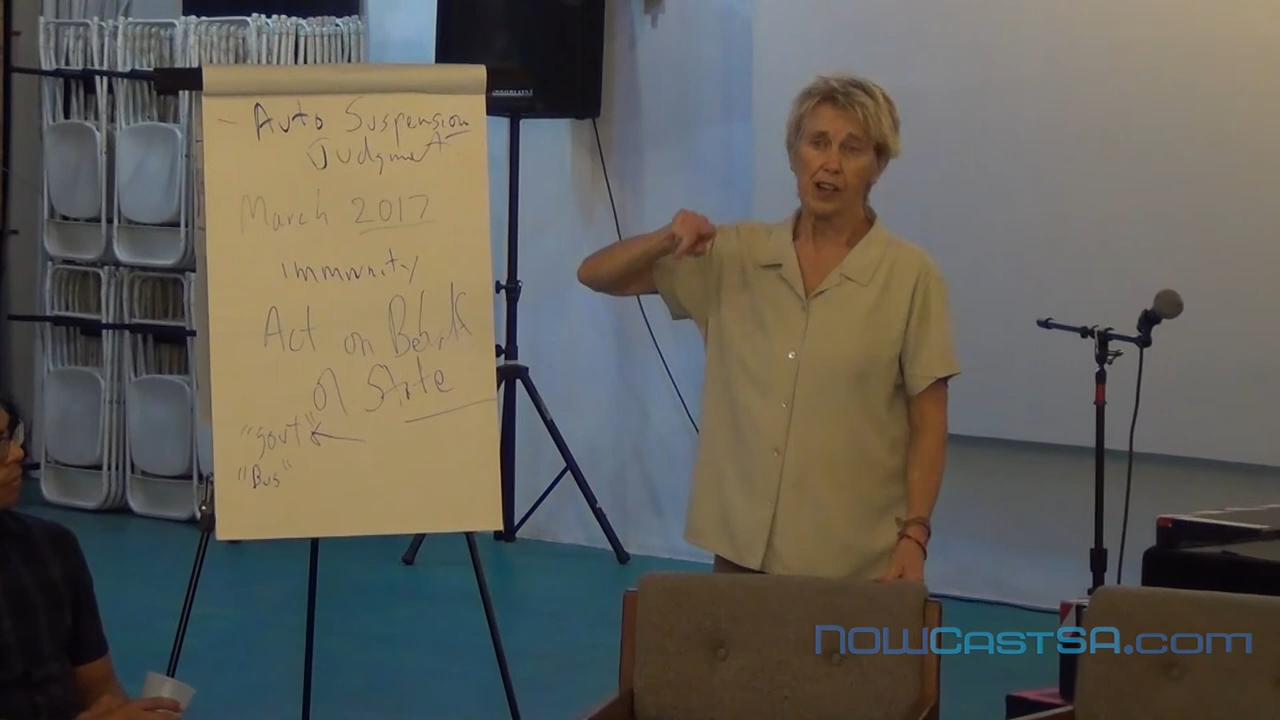 - Auto Suspension
Judgment
March 2017
immunity
Act on Behalf
of State
"govt"
"Bus"
NOWCASTSA.COM